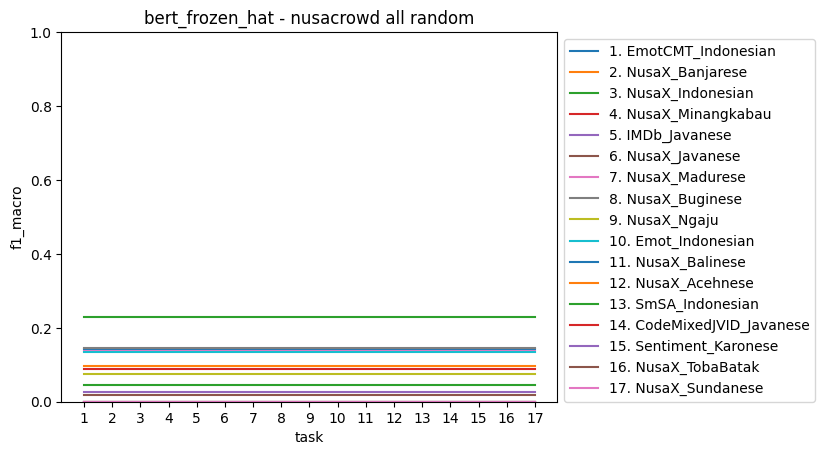 bert_frozen_hat - nusacrowd all random
1.0
0.8
0.6
0.4
0.2
0.0
f1_macro
1 2 3 4 5 6 7 8 9 10 11 12 13 14 15 16 17
task
1. EmotCMT_Indonesian
2. NusaX_Banjarese
3. NusaX_Indonesian
4. NusaX_Minangkabau
5. IMDb_Javanese
6. NusaX_Javanese
7. NusaX_Madurese
8. NusaX_Buginese
9. NusaX_Ngaju
10. Emot_Indonesian
11. NusaX_Balinese
12. NusaX_Acehnese
13. SmSA_Indonesian
14. CodeMixedJVID_Javanese
15. Sentiment_Karonese
16. NusaX_TobaBatak
17. NusaX_Sundanese